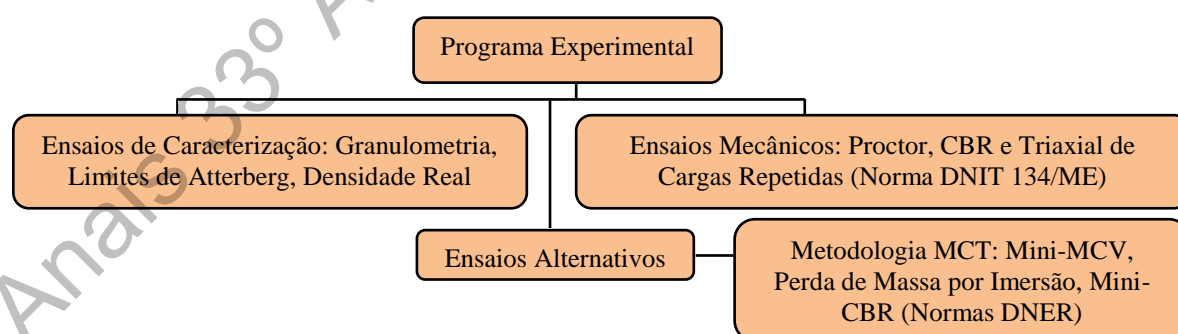 Programa Experimental
Ensaios de Caracterização: Granulometria,
Limites de Atterberg, Densidade Real
Ensaios Mecânicos: Proctor, CBR e Triaxial de
Cargas Repetidas (Norma DNIT 134/ME)
Ensaios Alternativos
Metodologia MCT: Mini-MCV,
Perda de Massa por Imersão, Mini-
CBR (Normas DNER)
Anais 33º A